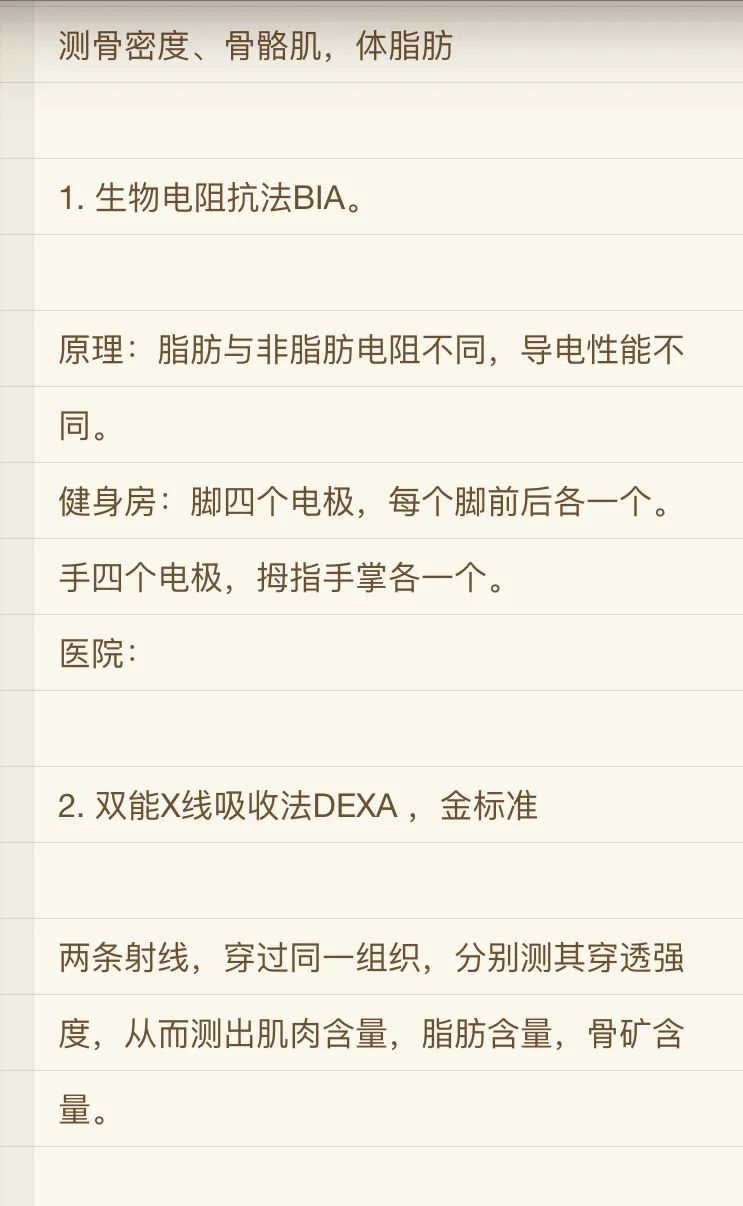 测骨密度、骨骼肌，体脂肪
1. 生物电阻抗法BIA。
原理：脂肪与非脂肪电阻不同，导电性能不
同。
健身房：脚四个电极，每个脚前后各一个。
手四个电极，拇指手掌各一个。
医院：
2. 双能X线吸收法DEXA ，金标准
两条射线，穿过同一组织，分别测其穿透强
度，从而测出肌肉含量，脂肪含量，骨矿含
量。